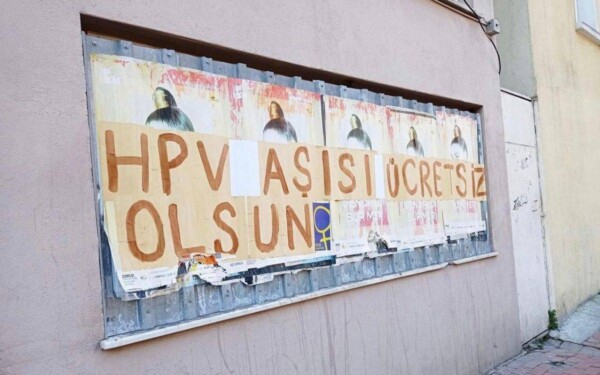 HPV AŞISI ÜCRETSİZ
OLSUN